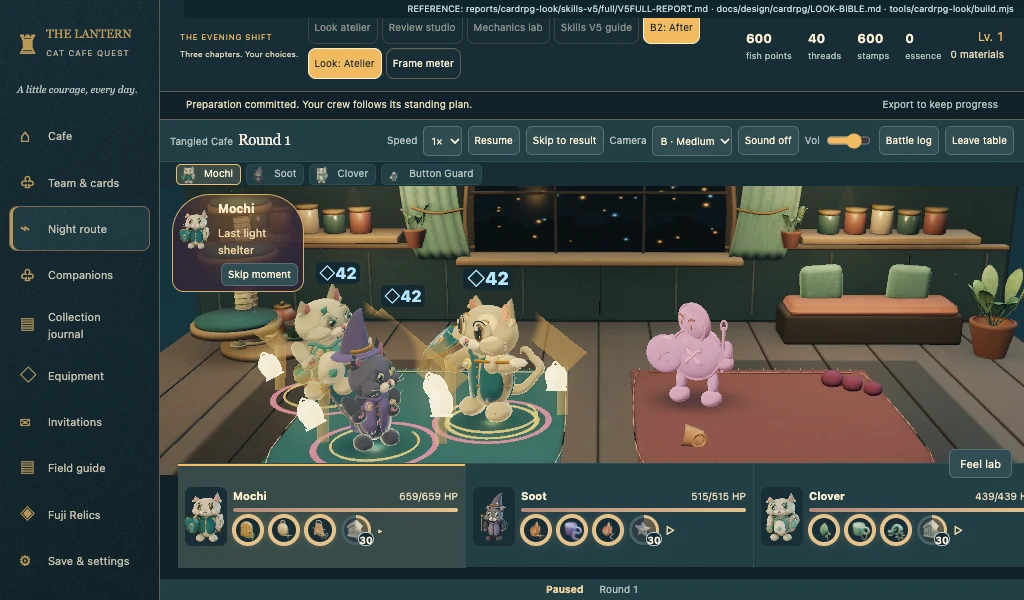 REFERENCE: reports/cardrpg-look/skills-v5/full/V5FULL-REPORT.md · docs/design/cardrpg/LOOK-BIBLE.md · tools/cardrpg-look/build.mjs
THE LANTERN
CAT CAFE QUEST
A little courage, every day.
Cafe
Team & cards
Night route
Companions
Collection
journal
Equipment
Invitations
Field guide
Fuji Relics
Save & settings
THE EVENING SHIFT
Three chapters. Your choices.
Look atelier
Review studio
Mechanics lab
Skills V5 guide
B2: After
Look: Atelier
Frame meter
600
fish points
40
threads
600
stamps
0
essence
Lv. 1
0 materials
Preparation committed. Your crew follows its standing plan.
Export to keep progress
Tangled Cafe Round 1
Speed
1x
Resume
Skip to result
Camera
B · Medium
Sound off
Vol
Battle log
Leave table
Mochi
Soot
Clover
Button Guard
Mochi
Last light
shelter
Skip moment
42
42
42
Feel lab
Mochi
659/659 HP
30
Soot
515/515 HP
30
Clover
439/439 H
30
Paused
Round 1